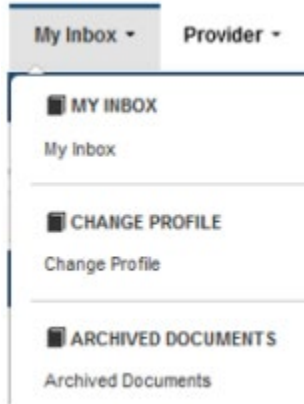 My Inbox Provider
MY INBOX
My Inbox
CHANGE PROFILE
Change Profile
ARCHIVED DOCUMENTS
Archived Documents